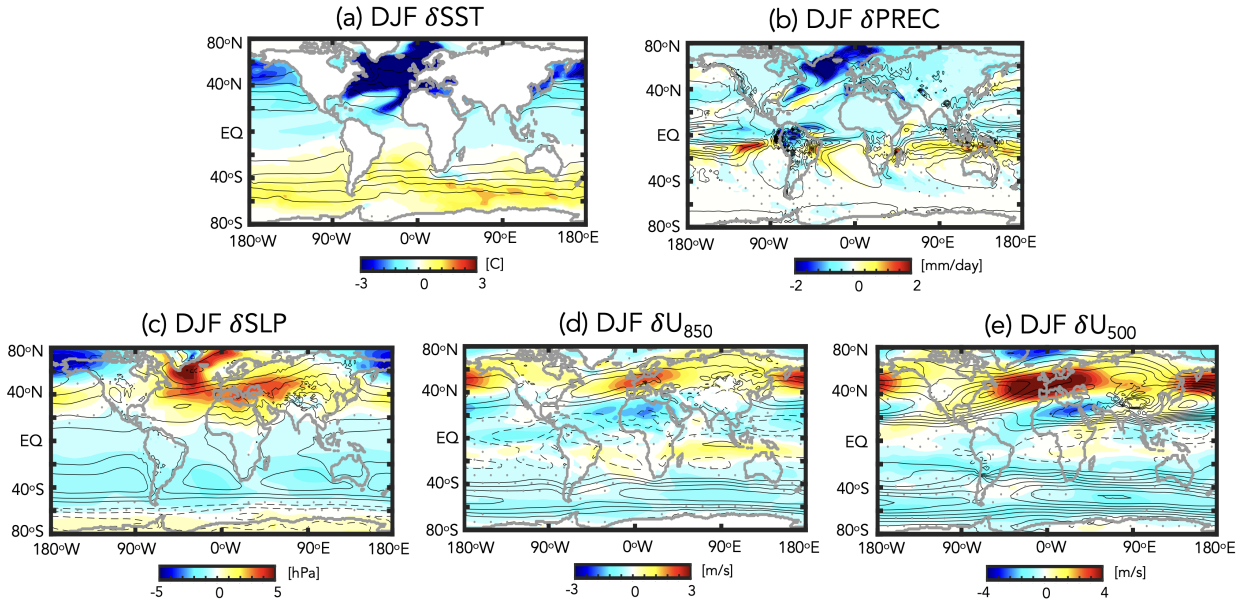 (a) DJF δSST
(b) DJF δPREC
80°N
40°N
EQ
40°S
80°S
180°W 90°W 0°W 90°E 180°E
[C]
-3 0 3
80°N
40°N
EQ
40°S
80°S
180°W 90°W 0°W 90°E 180°E
[mm/day]
-2 0 2
(c) DJF δSLP
(d) DJF δU850
(e) DJF δU500
80°N
40°N
EQ
40°S
80°S
180°W 90°W 0°W 90°E 180°E
[hPa]
-5 0 5
80°N
40°N
EQ
40°S
80°S
180°W 90°W 0°W 90°E 180°E
[m/s]
-3 0 3
80°N
40°N
EQ
40°S
80°S
180°W 90°W 0°W 90°E 180°E
[m/s]
-4 0 4